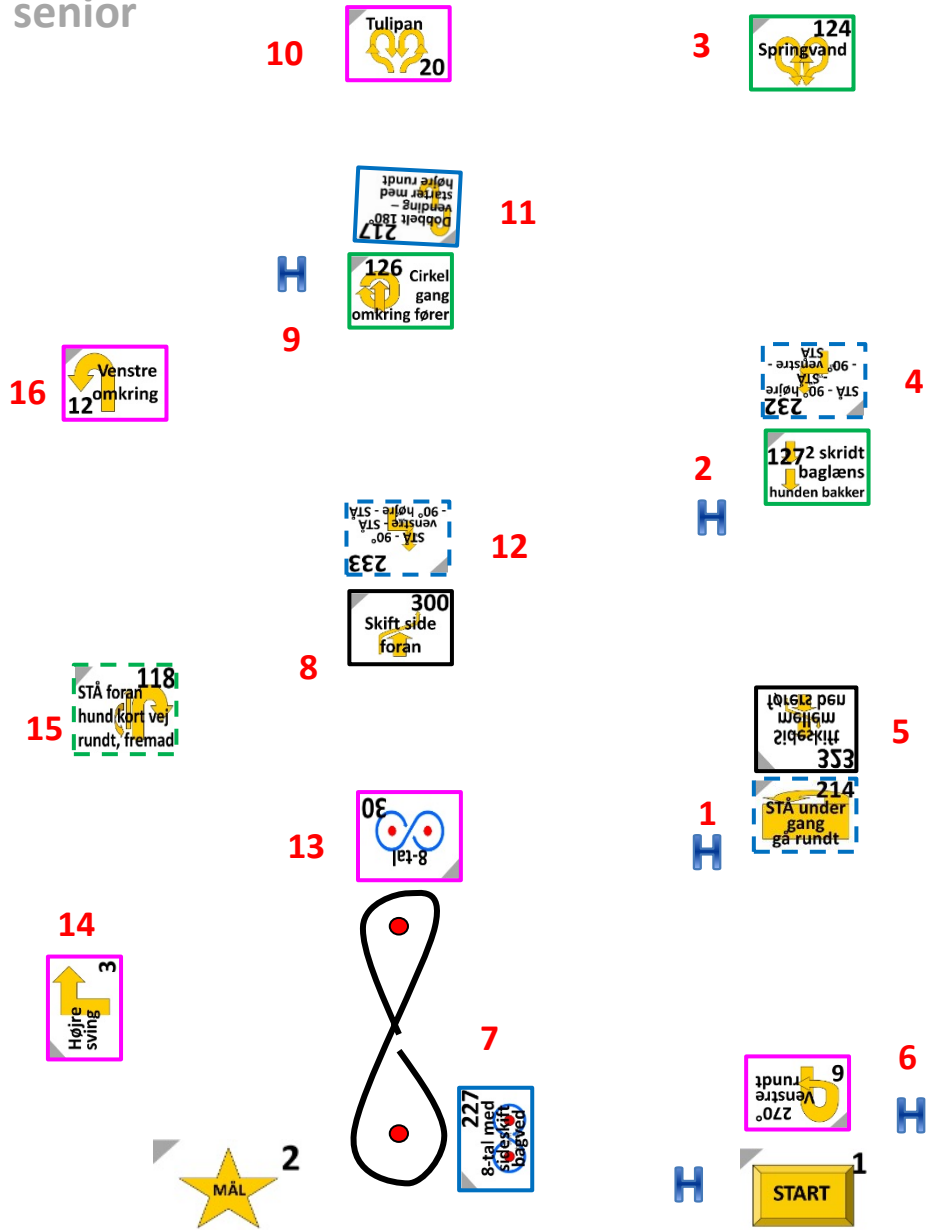 senior
10
Tulipan
20
3
124
Springvand
11
217
Dobbelt 180°
vending –
starter med
højre rundt
H
9
126 Cirkel
gang
omkring fører
16
Venstre
omkring
12
4
232
STÅ - 90° højre
- STÅ
- 90° venstre -
STÅ
2
H
127 2 skridt
baglæns
hunden bakker
12
233
STÅ - 90°
venstre - STÅ
- 90° højre - STÅ
8
300
Skift side
foran
15
118
STÅ foran
hund kort vej
rundt, fremad
5
323
Sideskift
mellem
førers ben
1
H
214
STÅ under
gang
gå rundt
13
30
8-tal
14
3
Højre
sving
7
227
8-tal med
sideskift
bagved
6
H
9
270°
Venstre
rundt
2
MÅL
H
1
START